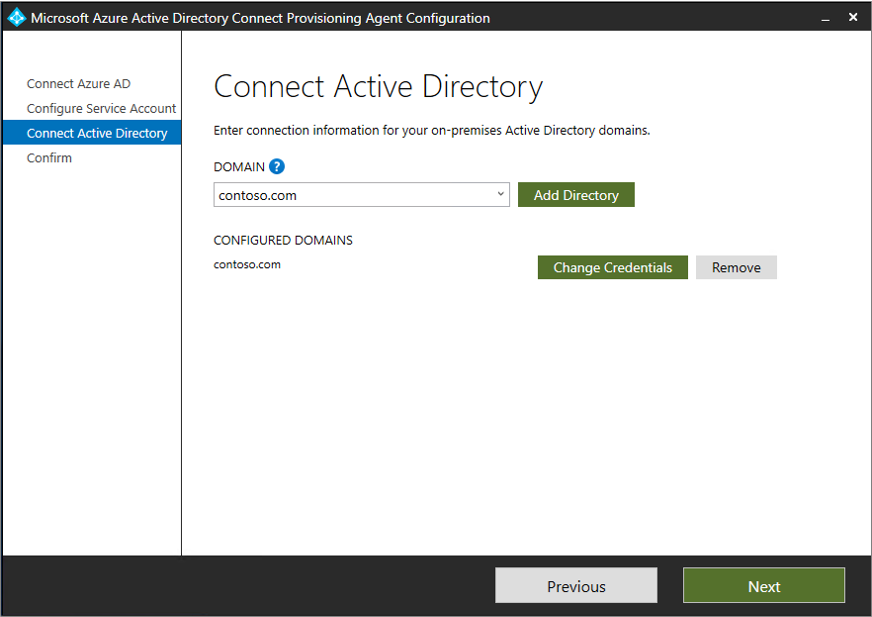 Microsoft Azure Active Directory Connect Provisioning Agent Configuration
Connect Azure AD
Configure Service Account
Connect Active Directory
Confirm
Connect Active Directory
Enter connection information for your on-premises Active Directory domains.
DOMAIN ?
contoso.com
Add Directory
CONFIGURED DOMAINS
contoso.com
Change Credentials
Remove
Previous
Next